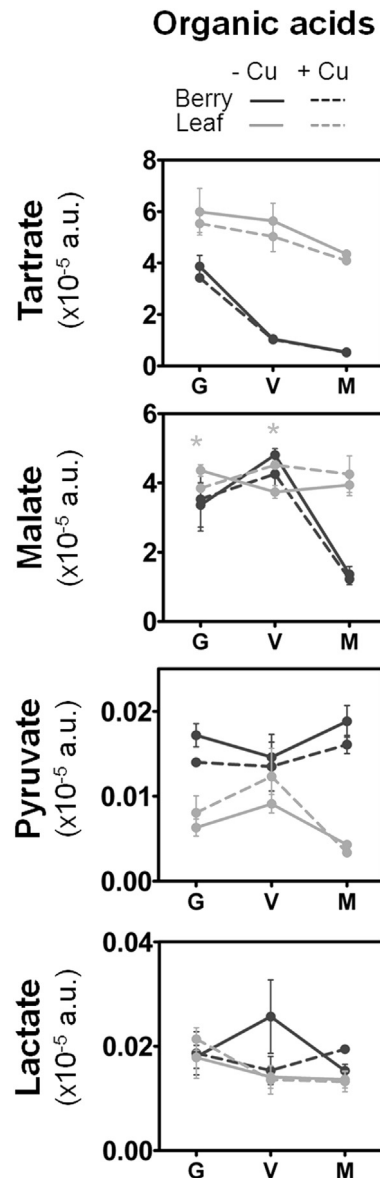 Organic acids
- Cu + Cu
Berry
Leaf
Tartrate
(x10-5 a.u.)
8
6
4
2
0
G V M
Malate
(x10-5 a.u.)
6
4
2
0
* *
G V M
Pyruvate
(x10-5 a.u.)
0.02
0.01
0.00
G V M
Lactate
(x10-5 a.u.)
0.04
0.02
0.00
G V M